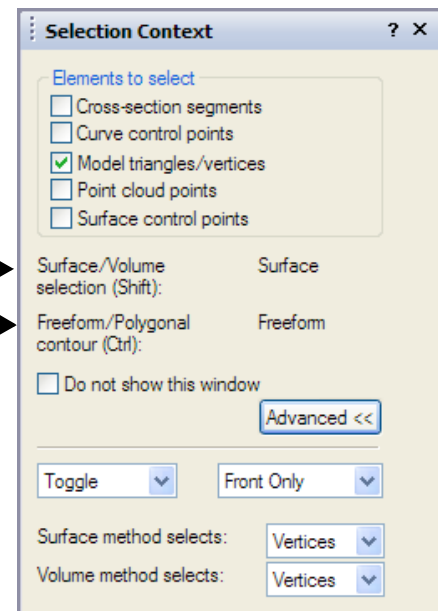 Selection Context ? ×
Elements to select
Cross-section segments
Curve control points
Model triangles/vertices
Point cloud points
Surface control points
Surface/Volume Surface
selection (Shift):
Freeform/Polygonal Freeform
contour (Ctrl):
Do not show this window
Advanced <<
Toggle Front Only
Surface method selects: Vertices
Volume method selects: Vertices